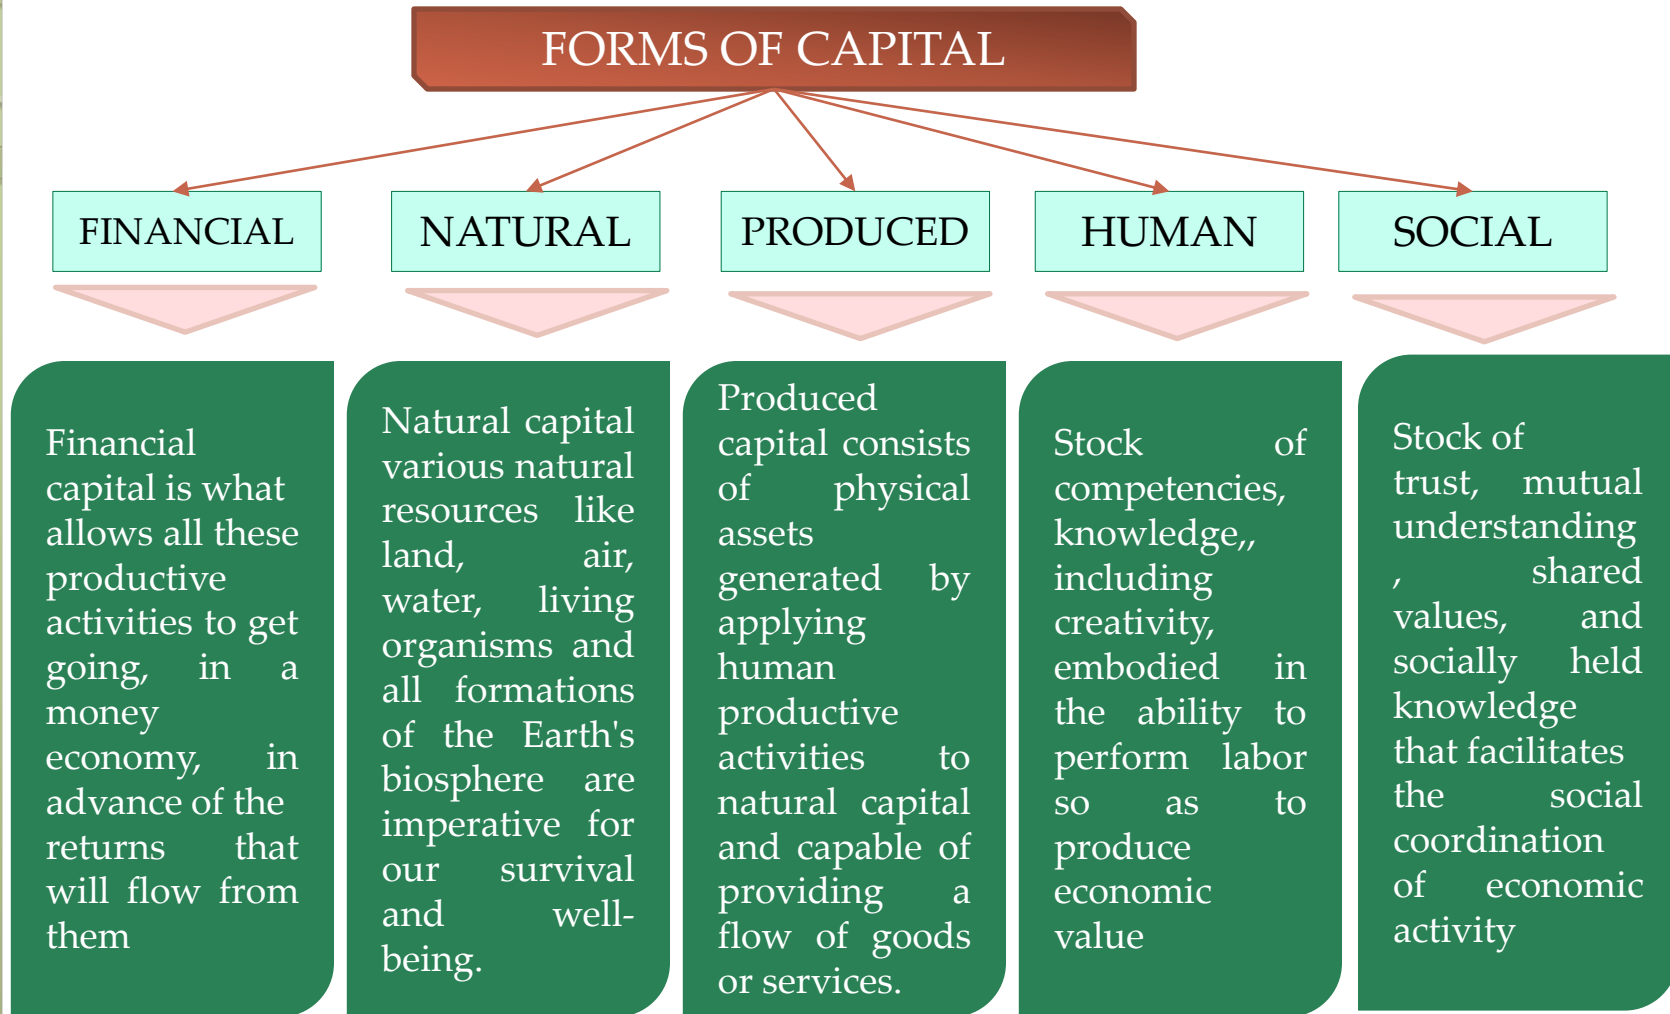 FORMS OF CAPITAL
FINANCIAL
NATURAL
PRODUCED
HUMAN
SOCIAL
Financial
capital is what
allows all these
productive
activities to get
going, in a
money
economy, in
advance of the
returns that
will flow from
them
Natural capital
various natural
resources like
land, air,
water, living
organisms and
all formations
of the Earth's
biosphere are
imperative for
our survival
and well-
being.
Produced
capital consists
of physical
assets
generated by
applying
human
productive
activities to
natural capital
and capable of
providing a
flow of goods
or services.
Stock of
competencies,
knowledge,,
including
creativity,
embodied in
the ability to
perform labor
so as to
produce
economic
value
Stock of
trust, mutual
understanding
, shared
values, and
socially held
knowledge
that facilitates
the social
coordination
of economic
activity